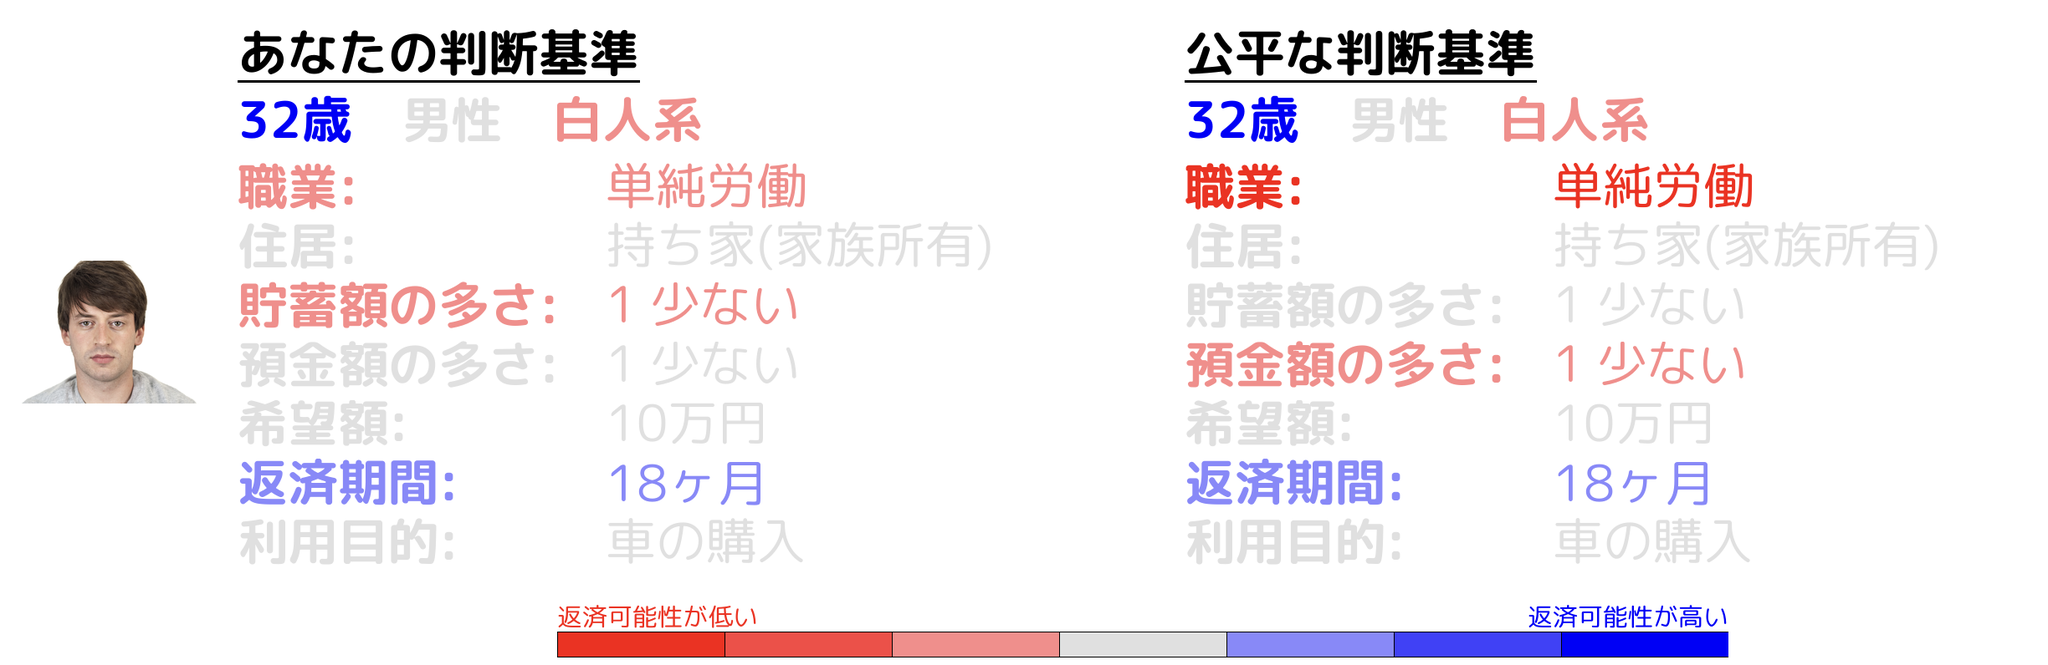 あなたの判断基準
32歳 男性 白人系
職業: 単純労働
住居: 持ち家(家族所有)
貯蓄額の多さ: 1 少ない
預金額の多さ: 1 少ない
希望額: 10万円
返済期間: 18ヶ月
利用目的: 車の購入
公平な判断基準
32歳 男性 白人系
職業: 単純労働
住居: 持ち家(家族所有)
貯蓄額の多さ: 1 少ない
預金額の多さ: 1 少ない
希望額: 10万円
返済期間: 18ヶ月
利用目的: 車の購入
返済可能性が低い
返済可能性が高い